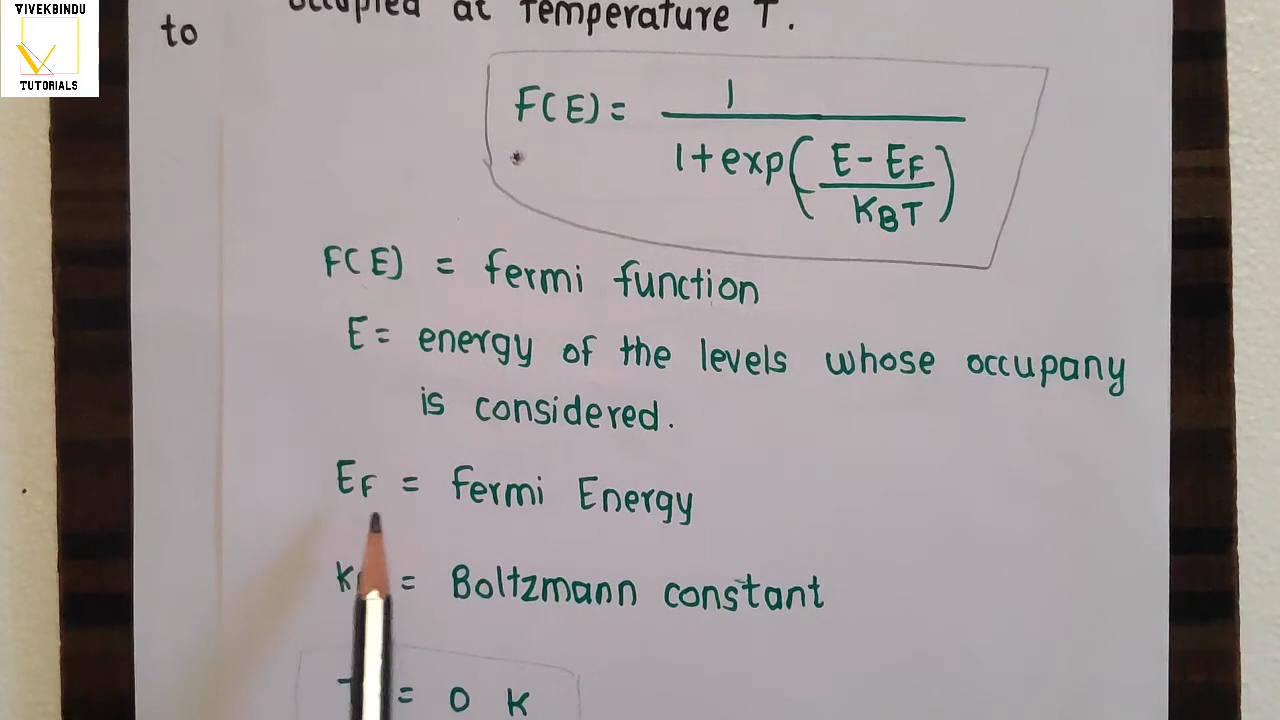 VIVEKBINDU
TUTORIALS
occupied at Temperature T.
to
F(E) = 1 / 1+exp(E-EF / KBT)
F(E) = fermi function
E = energy of the levels whose occupany
is considered.
EF = Fermi Energy
K = Boltzmann constant
T = 0 K